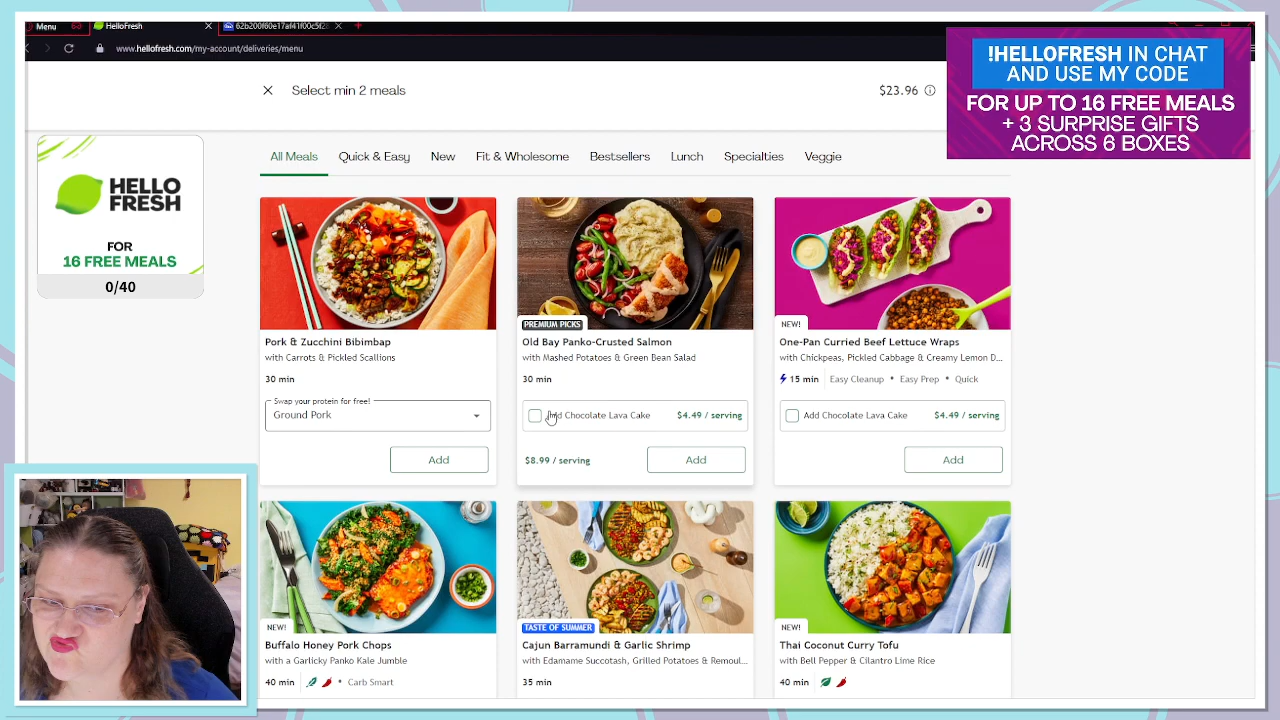 Menu
HelloFresh
62b200f60e17af41f00c5f2
www.hellofresh.com/my-account/deliveries/menu
!HELLOFRESH IN CHAT
AND USE MY CODE
FOR UP TO 16 FREE MEALS
+ 3 SURPRISE GIFTS
ACROSS 6 BOXES
Select min 2 meals
$23.96
HELLO
FRESH
FOR
16 FREE MEALS
0/40
All Meals
Quick & Easy
New
Fit & Wholesome
Bestsellers
Lunch
Specialties
Veggie
Pork & Zucchini Bibimbap
with Carrots & Pickled Scallions
30 min
Swap your protein for free!
Ground Pork
Add
PREMIUM PICKS
Old Bay Panko-Crusted Salmon
with Mashed Potatoes & Green Bean Salad
30 min
Add Chocolate Lava Cake $4.49 / serving
$8.99 / serving
Add
NEW!
One-Pan Curried Beef Lettuce Wraps
with Chickpeas, Pickled Cabbage & Creamy Lemon D...
15 min Easy Cleanup • Easy Prep • Quick
Add Chocolate Lava Cake $4.49 / serving
Add
NEW!
Buffalo Honey Pork Chops
with a Garlicky Panko Kale Jumble
40 min • Carb Smart
TASTE OF SUMMER
Cajun Barramundi & Garlic Shrimp
with Edamame Succotash, Grilled Potatoes & Remoul...
35 min
NEW!
Thai Coconut Curry Tofu
with Bell Pepper & Cilantro Lime Rice
40 min